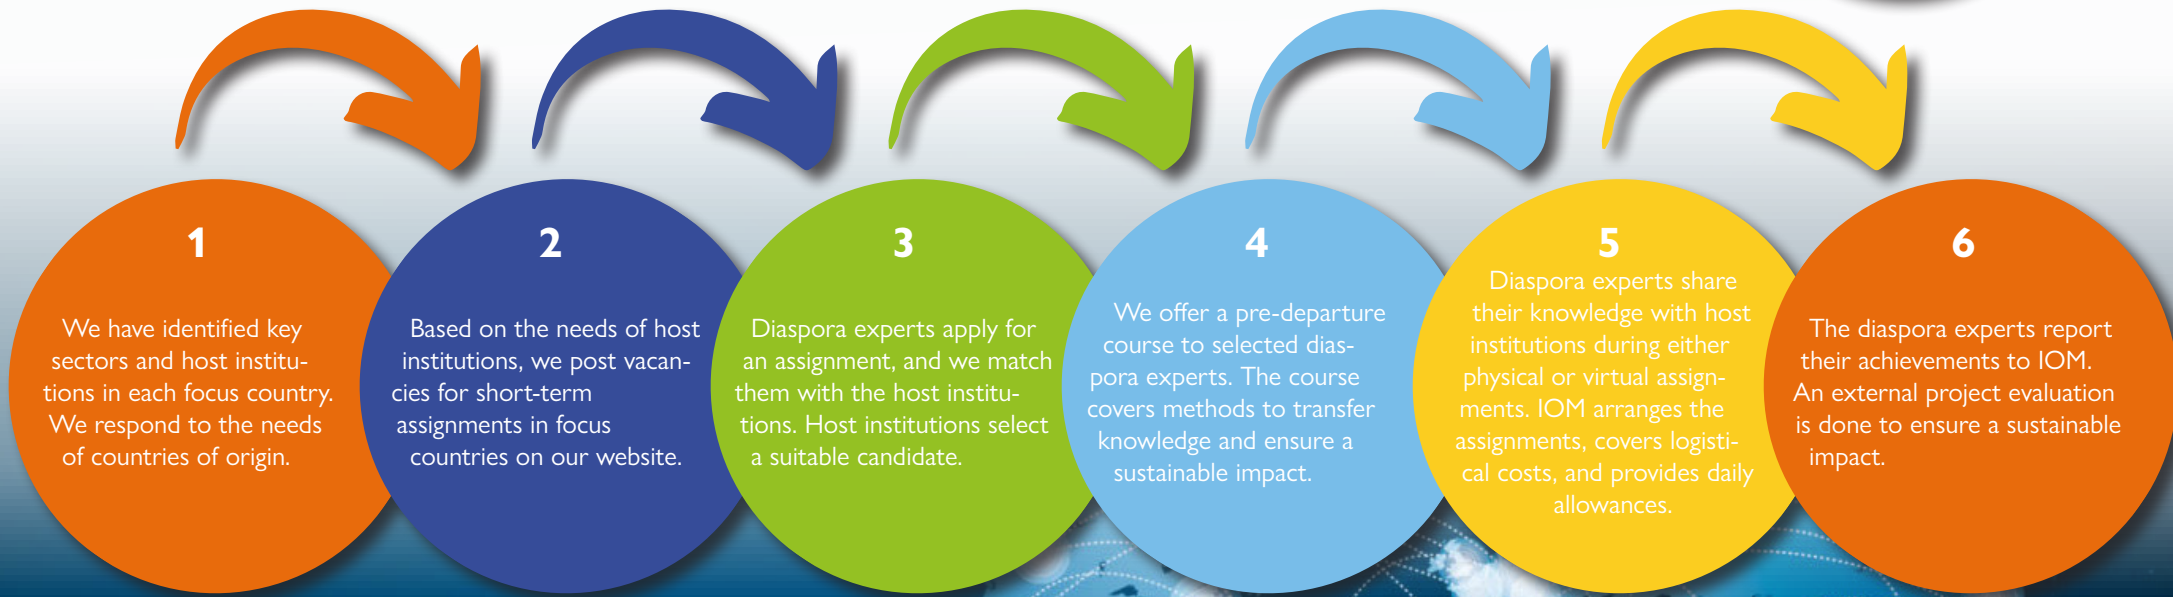 1
We have identified key
sectors and host institu-
tions in each focus country.
We respond to the needs
of countries of origin.
2
Based on the needs of host
institutions, we post vacan-
cies for short-term
assignments in focus
countries on our website.
3
Diaspora experts apply for
an assignment, and we match
them with the host institu-
tions. Host institutions select
a suitable candidate.
4
We offer a pre-departure
course to selected dias-
pora experts. The course
covers methods to transfer
knowledge and ensure a
sustainable impact.
5
Diaspora experts share
their knowledge with host
institutions during either
physical or virtual assign-
ments. IOM arranges the
assignments, covers logisti-
cal costs, and provides daily
allowances.
6
The diaspora experts report
their achievements to IOM.
An external project evaluation
is done to ensure a sustainable
impact.